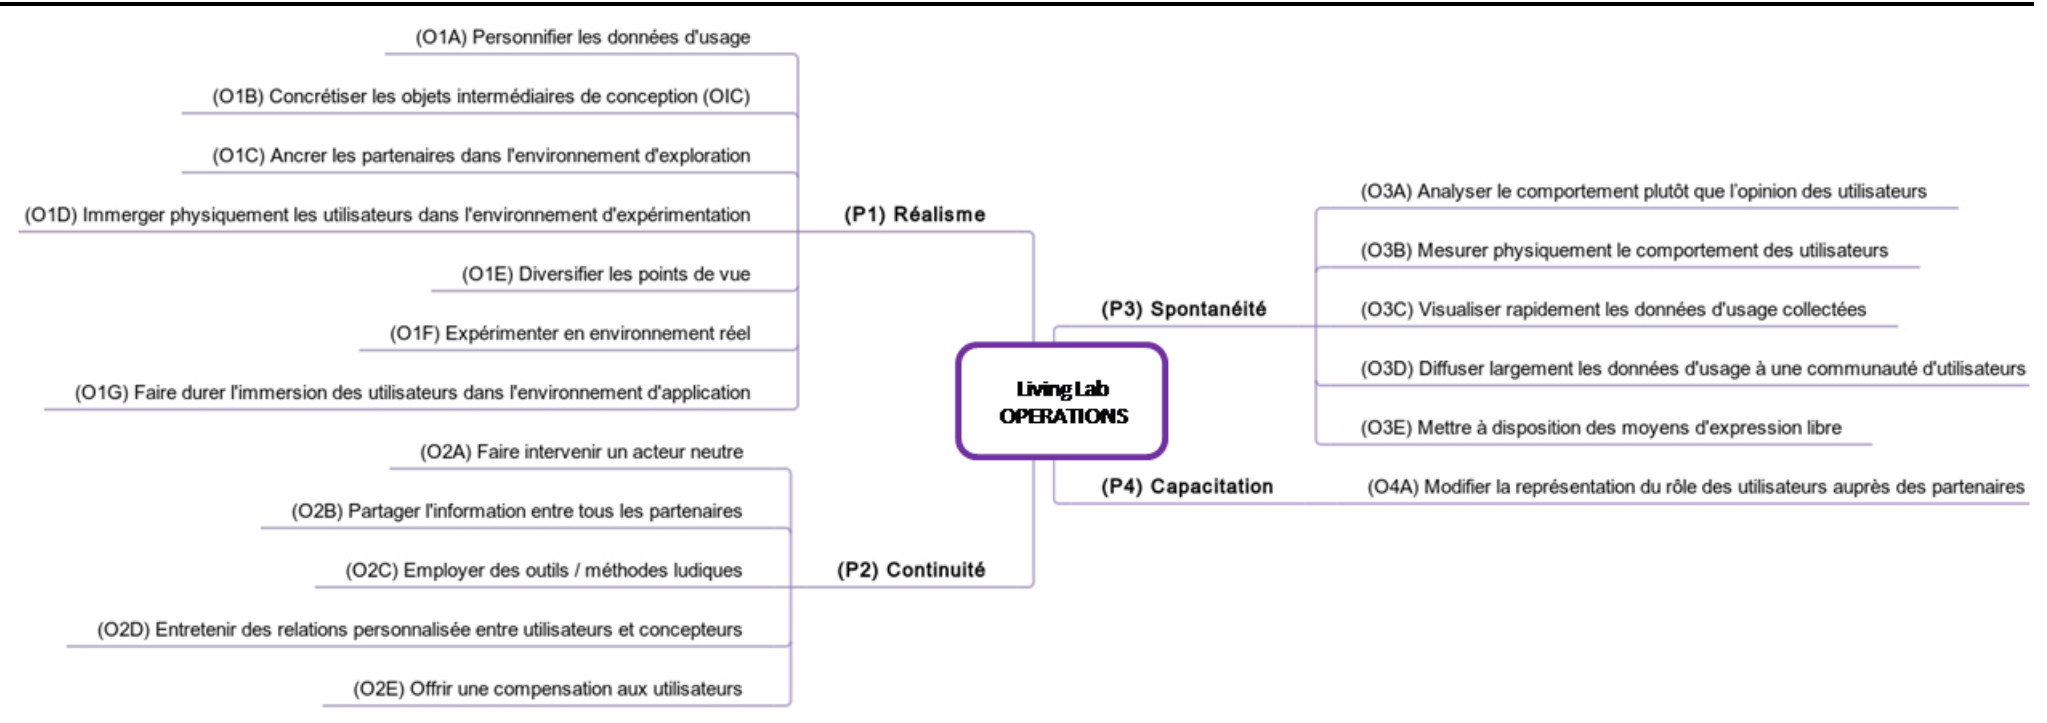 (O1A) Personnifier les données d'usage
(O1B) Concrétiser les objets intermédiaires de conception (OIC)
(O1C) Ancrer les partenaires dans l'environnement d'exploration
(O1D) Immerger physiquement les utilisateurs dans l'environnement d'expérimentation
(O1E) Diversifier les points de vue
(O1F) Expérimenter en environnement réel
(O1G) Faire durer l'immersion des utilisateurs dans l'environnement d'application
(P1) Réalisme
(O2A) Faire intervenir un acteur neutre
(O2B) Partager l'information entre tous les partenaires
(O2C) Employer des outils / méthodes ludiques
(O2D) Entretenir des relations personnalisée entre utilisateurs et concepteurs
(O2E) Offrir une compensation aux utilisateurs
(P2) Continuité
Living Lab
OPERATIONS
(P3) Spontanéité
(O3A) Analyser le comportement plutôt que l'opinion des utilisateurs
(O3B) Mesurer physiquement le comportement des utilisateurs
(O3C) Visualiser rapidement les données d'usage collectées
(O3D) Diffuser largement les données d'usage à une communauté d'utilisateurs
(O3E) Mettre à disposition des moyens d'expression libre
(P4) Capacitation
(O4A) Modifier la représentation du rôle des utilisateurs auprès des partenaires